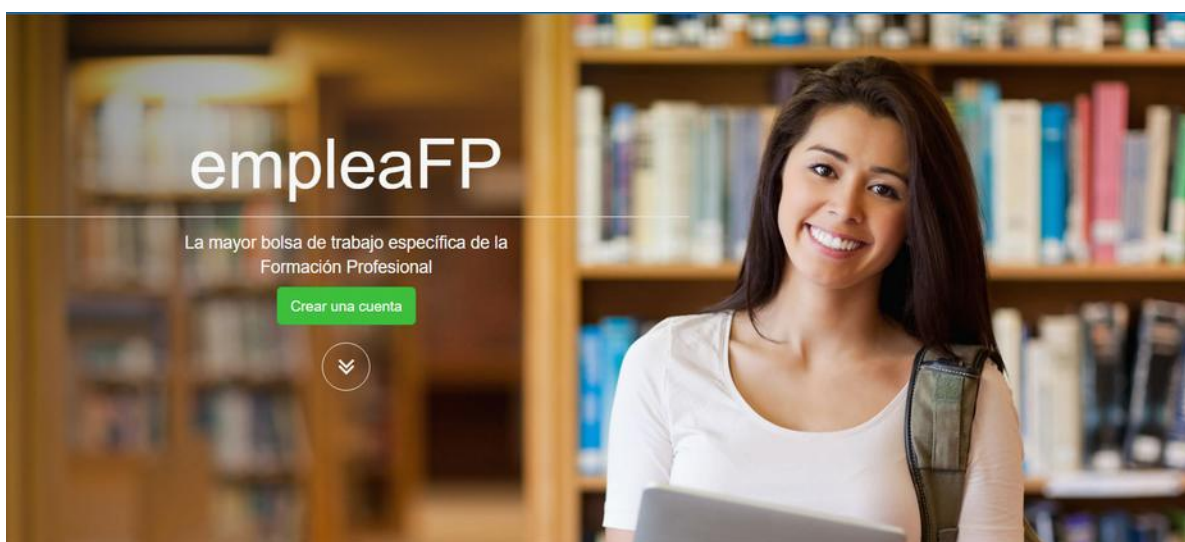 empleaFP
La mayor bolsa de trabajo específica de la
Formación Profesional
Crear una cuenta